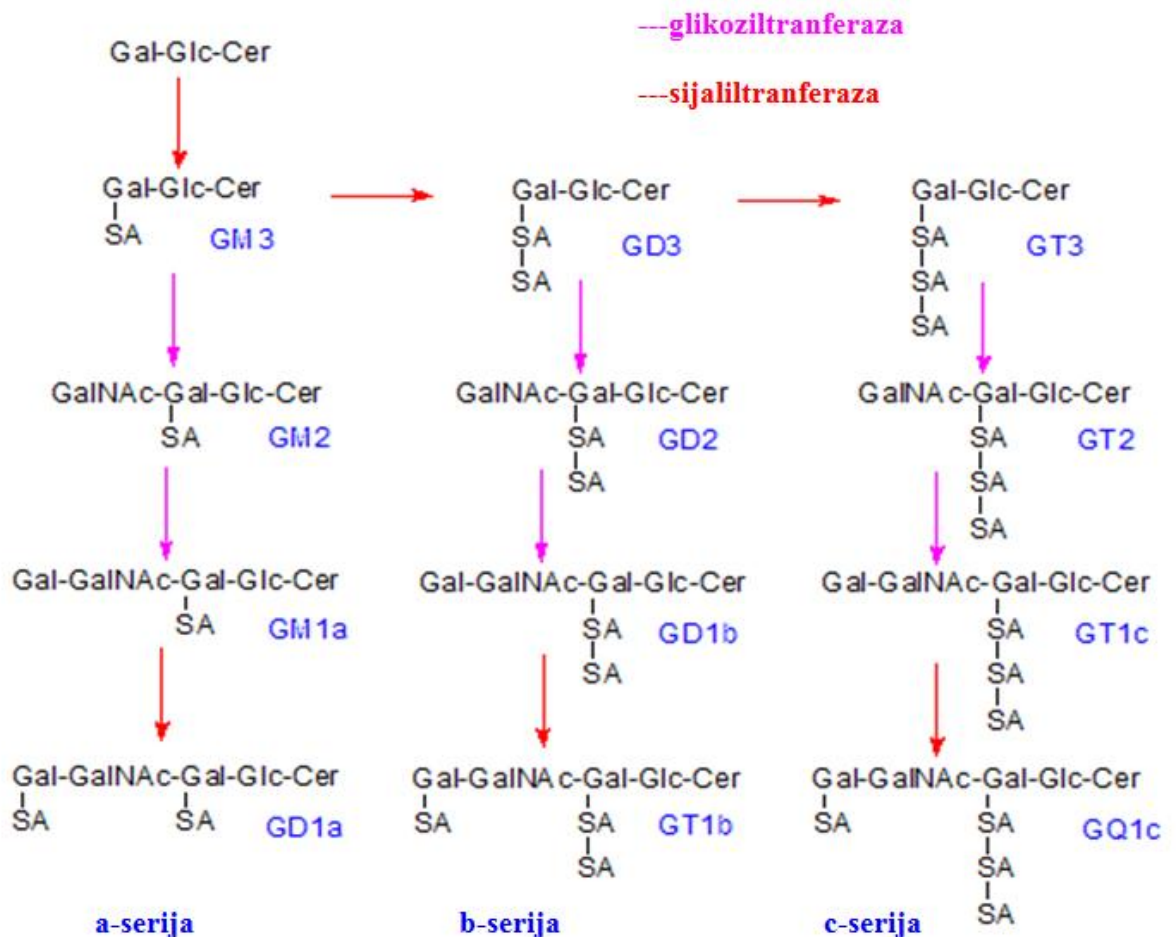 ---glikoziltranferaza
Gal-Glc-Cer
---sijaliltranferaza
Gal-Glc-Cer
SA
GM3
Gal-Glc-Cer
SA
SA
GD3
Gal-Glc-Cer
SA
SA
SA
GT3
GalNAc-Gal-Glc-Cer
SA
GM2
GalNAc-Gal-Glc-Cer
SA
SA
GD2
GalNAc-Gal-Glc-Cer
SA
SA
SA
GT2
Gal-GalNAc-Gal-Glc-Cer
SA
GM1a
Gal-GalNAc-Gal-Glc-Cer
SA
SA
GD1b
Gal-GalNAc-Gal-Glc-Cer
SA
SA
SA
GT1c
Gal-GalNAc-Gal-Glc-Cer
SA SA
GD1a
Gal-GalNAc-Gal-Glc-Cer
SA SA
SA
GT1b
Gal-GalNAc-Gal-Glc-Cer
SA SA
SA
SA
GQ1c
a-serija
b-serija
c-serija